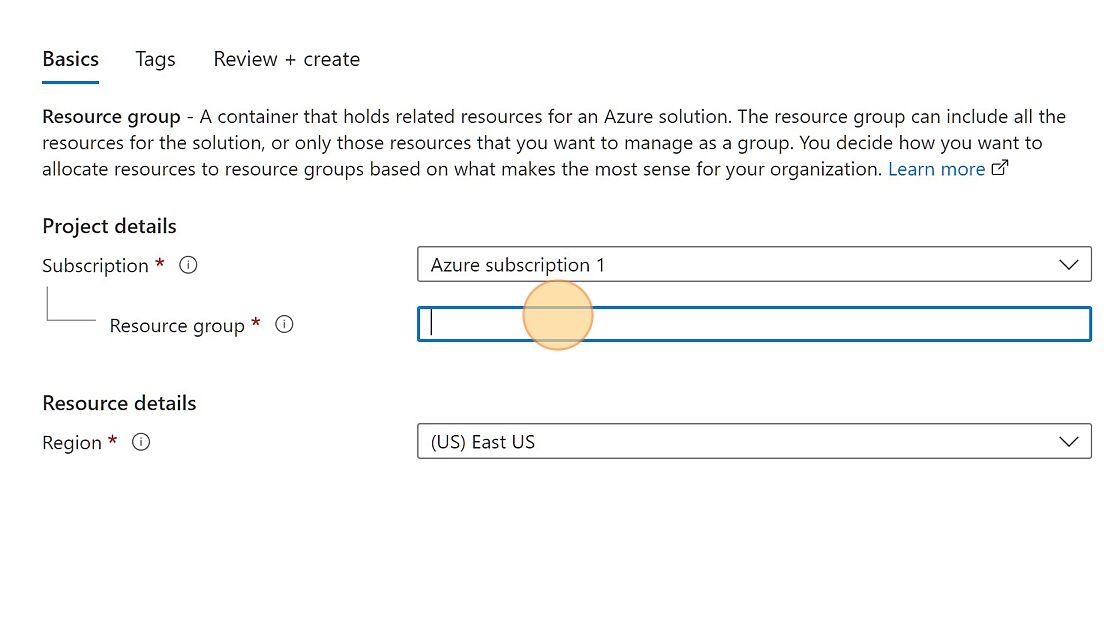 Basics Tags Review + create
Resource group - A container that holds related resources for an Azure solution. The resource group can include all the
resources for the solution, or only those resources that you want to manage as a group. You decide how you want to
allocate resources to resource groups based on what makes the most sense for your organization. Learn more
Project details
Subscription * Azure subscription 1
Resource group *
Resource details
Region * (US) East US